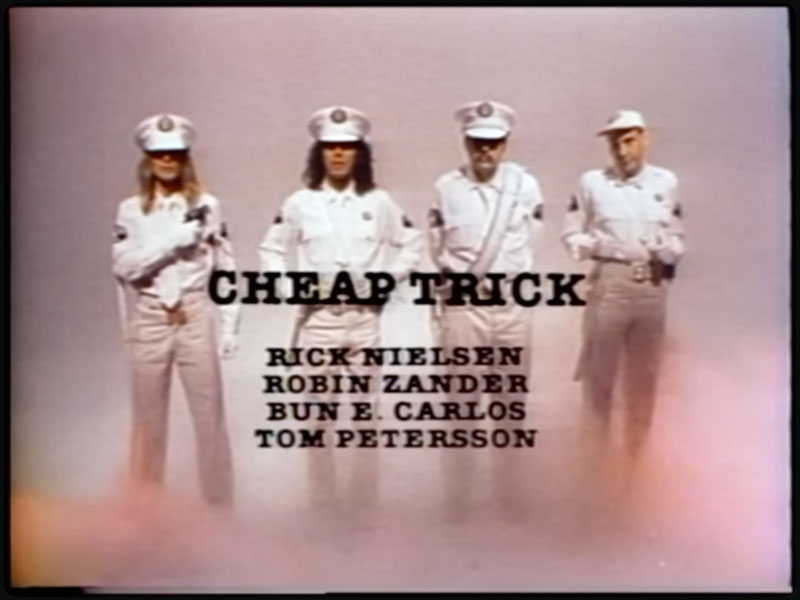 CHEAP TRICK
RICK NIELSEN
ROBIN ZANDER
BUN E. CARLOS
TOM PETERSSON